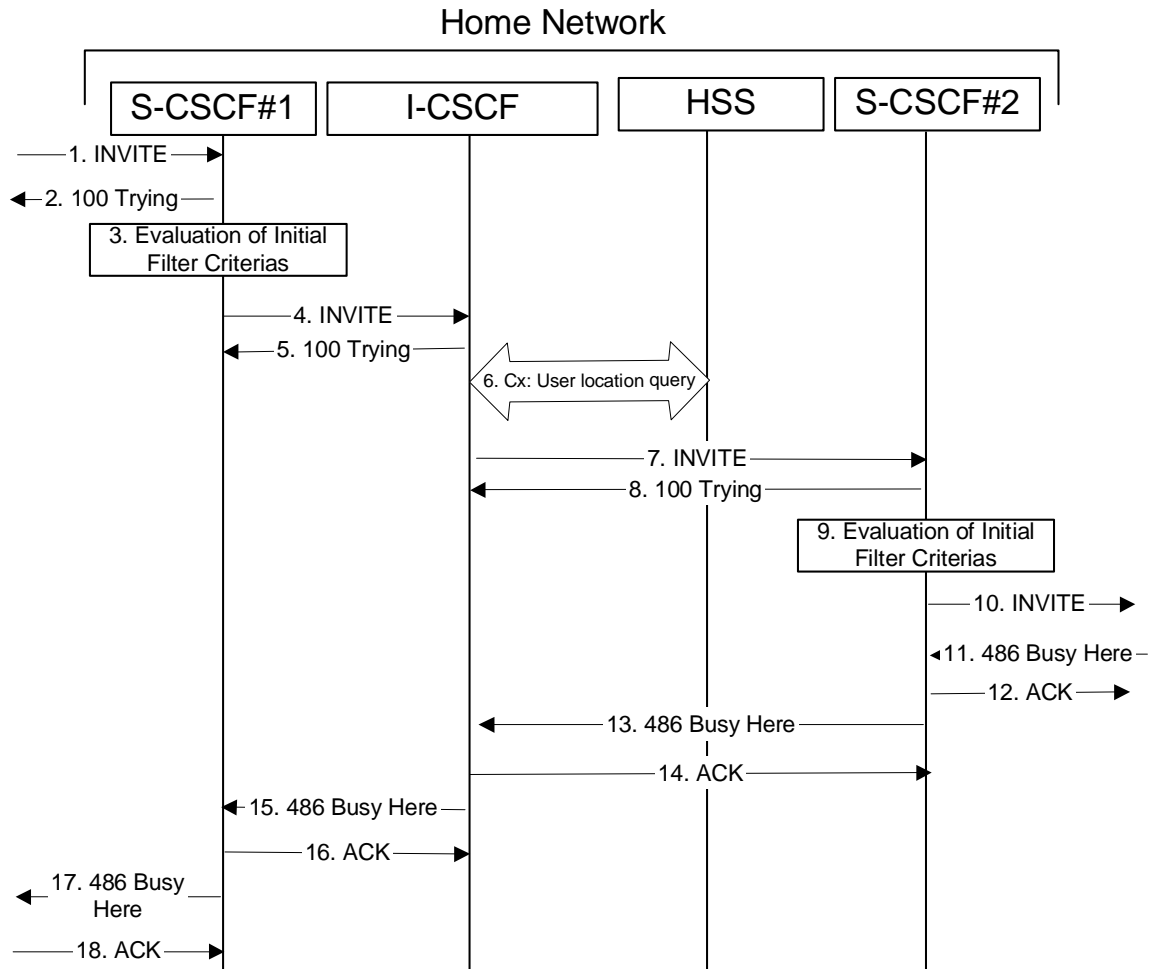 Home Network
S-CSCF#1
I-CSCF
HSS
S-CSCF#2
1. INVITE
2. 100 Trying
3. Evaluation of Initial
Filter Criterias
4. INVITE
5. 100 Trying
6. Cx: User location query
7. INVITE
8. 100 Trying
9. Evaluation of Initial
Filter Criterias
10. INVITE
11. 486 Busy Here
12. ACK
13. 486 Busy Here
14. ACK
15. 486 Busy Here
16. ACK
17. 486 Busy
Here
18. ACK